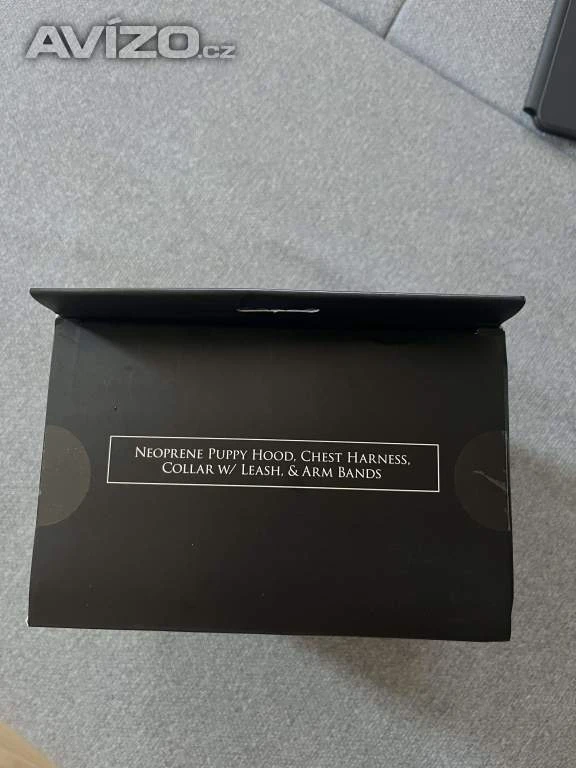 AVÍZO.cz
NEOPRENE PUPPY HOOD, CHEST HARNESS,
COLLAR W/ LEASH, & ARM BANDS